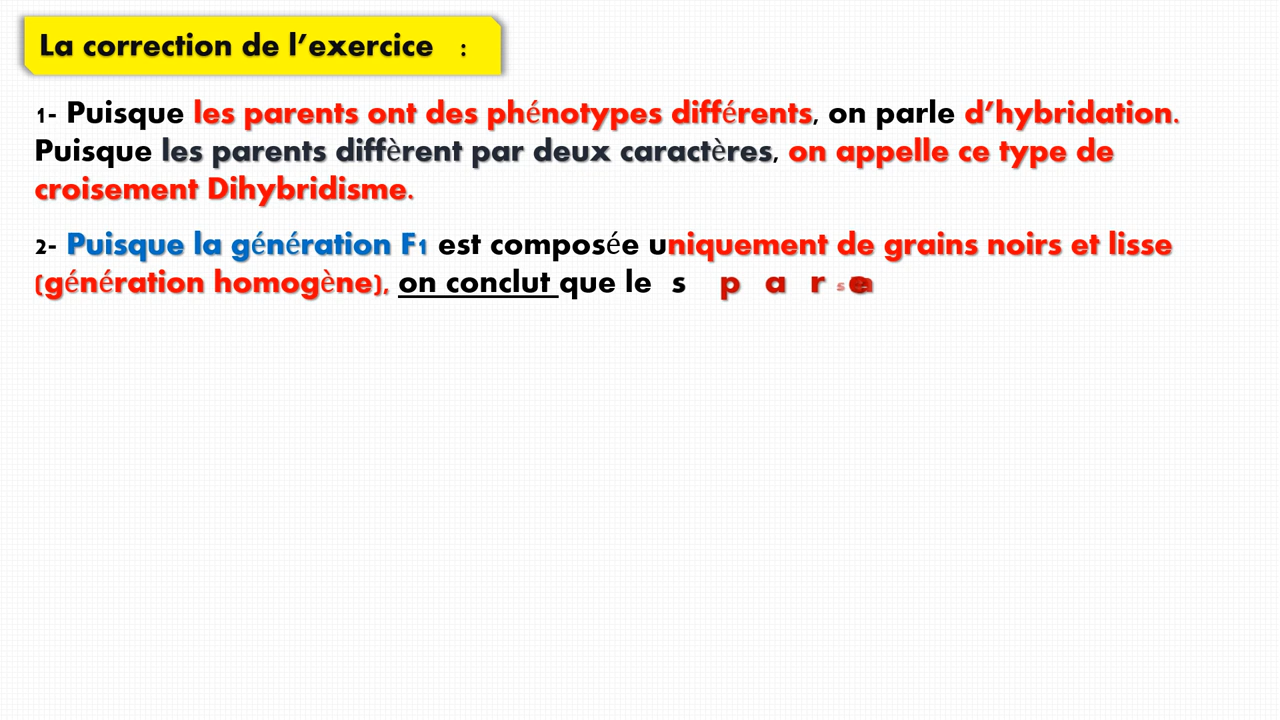 La correction de l’exercice :
1- Puisque les parents ont des phénotypes différents, on parle d’hybridation.
Puisque les parents diffèrent par deux caractères, on appelle ce type de
croisement Dihybridisme.
2- Puisque la génération F1 est composée uniquement de grains noirs et lisse
(génération homogène), on conclut que le s p a r e